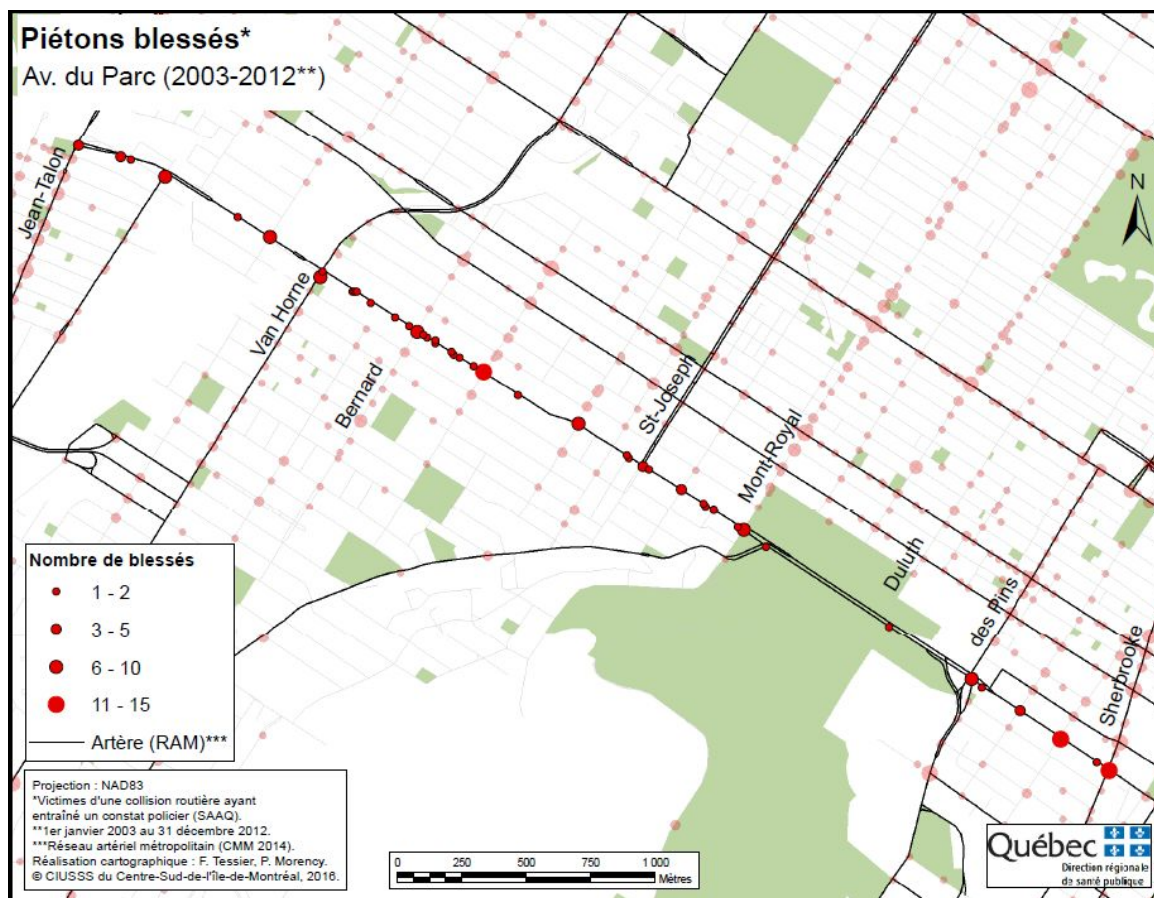 Piétons blessés*
Av. du Parc (2003-2012**)
Jean-Talon
N
Van Horne
Bernard
St-Joseph
Mont-Royal
Duluth
des Pins
Sherbrooke
Nombre de blessés
1 - 2
3 - 5
6 - 10
11 - 15
Artère (RAM)***
Projection : NAD83
*Victimes d'une collision routière ayant
entraîné un constat policier (SAAQ).
**1er janvier 2003 au 31 décembre 2012.
***Réseau artériel métropolitain (CMM 2014).
Réalisation cartographique : F. Tessier, P. Morency.
© CIUSSS du Centre-Sud-de-l'île-de-Montréal, 2016.
0 250 500 750 1 000
Mètres
Québec
Direction régionale
de santé publique